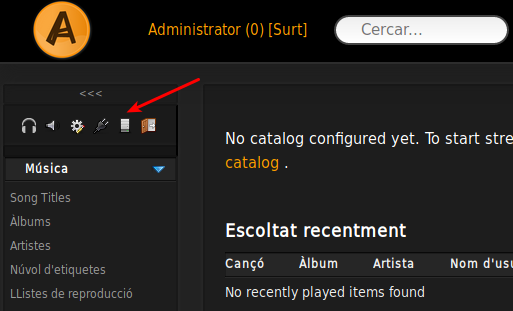 Administrator (0) [Surt]
Cercar...
<<<
No catalog configured yet. To start stre
catalog .
Música
Song Titles
Àlbums
Artistes
Núvol d'etiquetes
LListes de reproducció
Escoltat recentment
Cançó Àlbum Artista Nom d'usu
No recently played items found